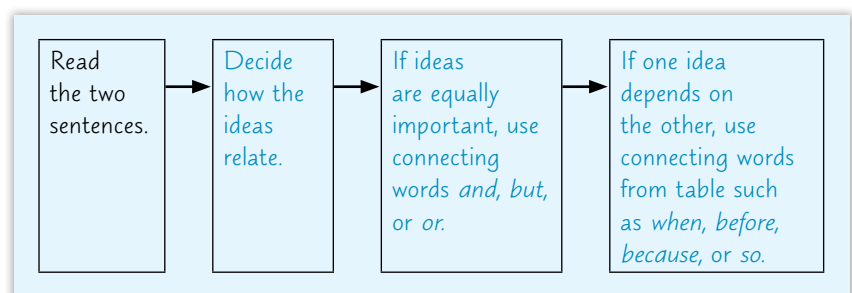 Read
the two
sentences.
Decide
how the
ideas
relate.
If ideas
are equally
important, use
connecting
words and, but,
or or.
If one idea
depends on
the other, use
connecting words
from table such
as when, before,
because, or so.